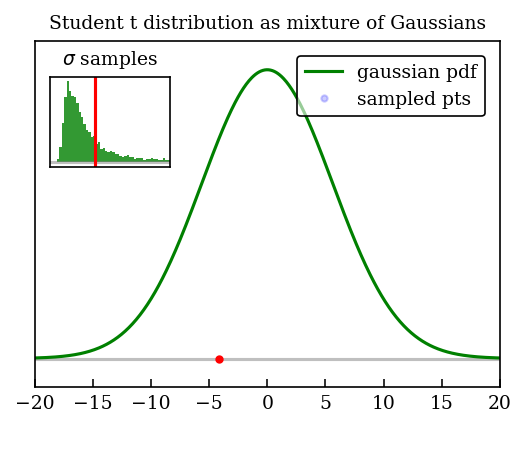 Student t distribution as mixture of Gaussians
σ samples
gaussian pdf
sampled pts
−20 −15 −10 −5 0 5 10 15 20